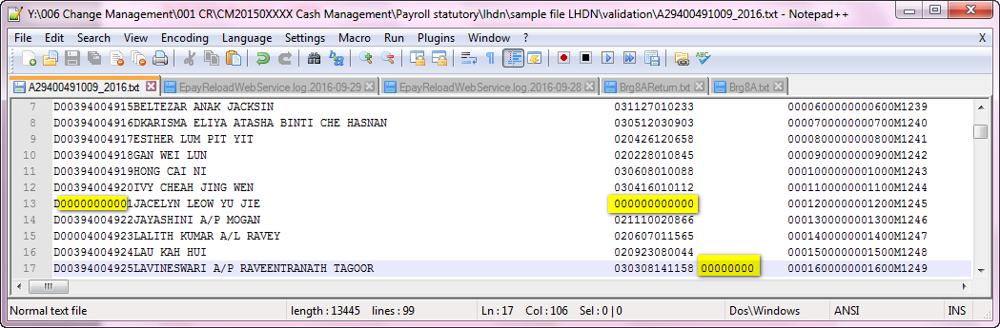 Y:\006 Change Management\001 CR\CM20150XXXX Cash Management\Payroll statutory\lhdn\sample file LHDN\validation\A29400491009_2016.txt - Notepad++
File Edit Search View Encoding Language Settings Macro Run Plugins Window ? X
A29400491009_2016.txt EpayReloadWebService.log.2016-09-29 EpayReloadWebService.log.2016-09-28 Brg8AReturn.txt Brg8A.txt
7 D00394004915BELTEZAR ANAK JACKSIN 031127010233 0000600000000600M1239
8 D00394004916DKARISMA ELIYA ATASHA BINTI CHE HASNAN 030512030903 0000700000000700M1240
9 D00394004917ESTHER LUM PIT YIT 020426120658 0000800000000800M1241
10 D00394004918GAN WEI LUN 020228010845 0000900000000900M1242
11 D00394004919HONG CAI NI 030608010088 0001000000001000M1243
12 D00394004920IVY CHEAH JING WEN 030416010112 0001100000001100M1244
13 D00000000001JACELYN LEOW YU JIE 000000000000 0001200000001200M1245
14 D00394004922JAYASHINI A/P MOGAN 021110020866 0001300000001300M1246
15 D000004004923LALITH KUMAR A/L RAVEY 020607011565 0001400000001400M1247
16 D00394004924LAU KAH HUI 020923080044 0001500000001500M1248
17 D00394004925LAVINESWARI A/P RAVEENTRANATH TAGOOR 030308141158 00000000 0001600000001600M1249
Normal text file length : 13445 lines : 99 Ln : 17 Col : 106 Sel : 0 | 0 Dos\Windows ANSI INS